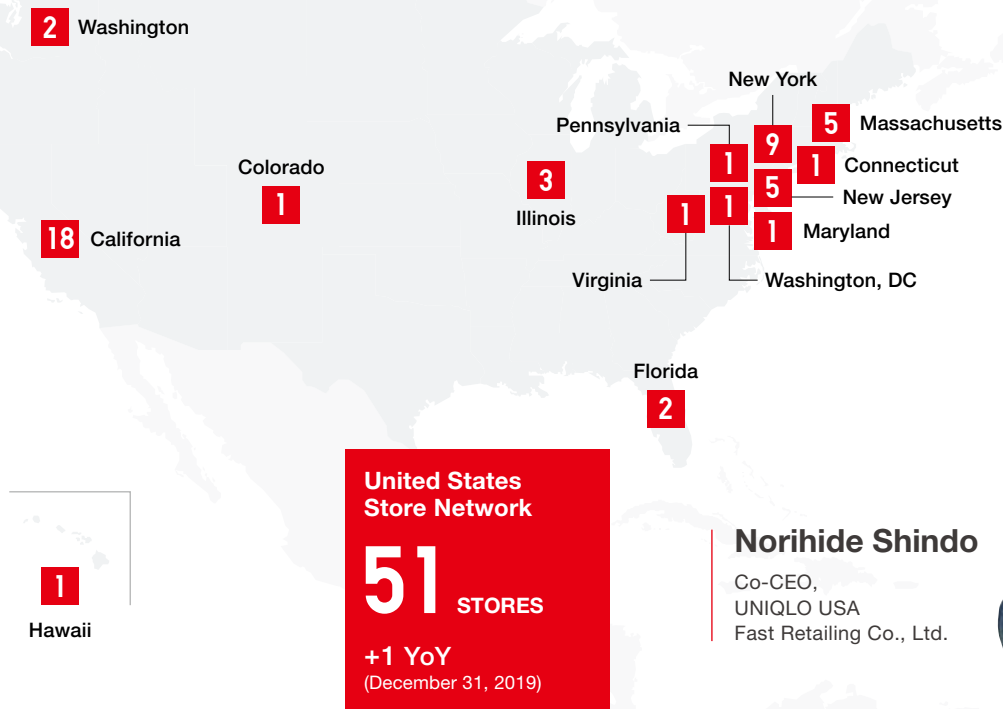 2 Washington
New York
Pennsylvania
9
5 Massachusetts
1
1 Connecticut
Colorado
1
3
Illinois
5
New Jersey
1
1
1 Maryland
18 California
Virginia
Washington, DC
Florida
2
1
Hawaii
United States
Store Network
51 STORES
+1 YoY
(December 31, 2019)
Norihide Shindo
Co-CEO,
UNIQLO USA
Fast Retailing Co., Ltd.